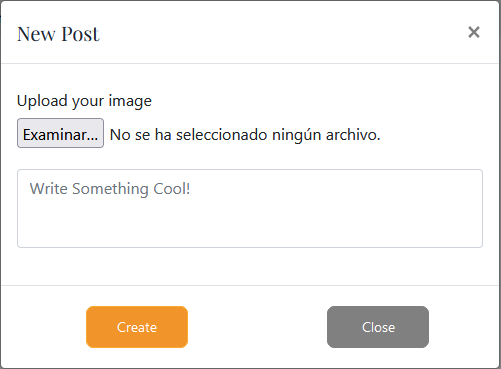 New Post ×
Upload your image
Examinar... No se ha seleccionado ningún archivo.
Write Something Cool!
Create Close